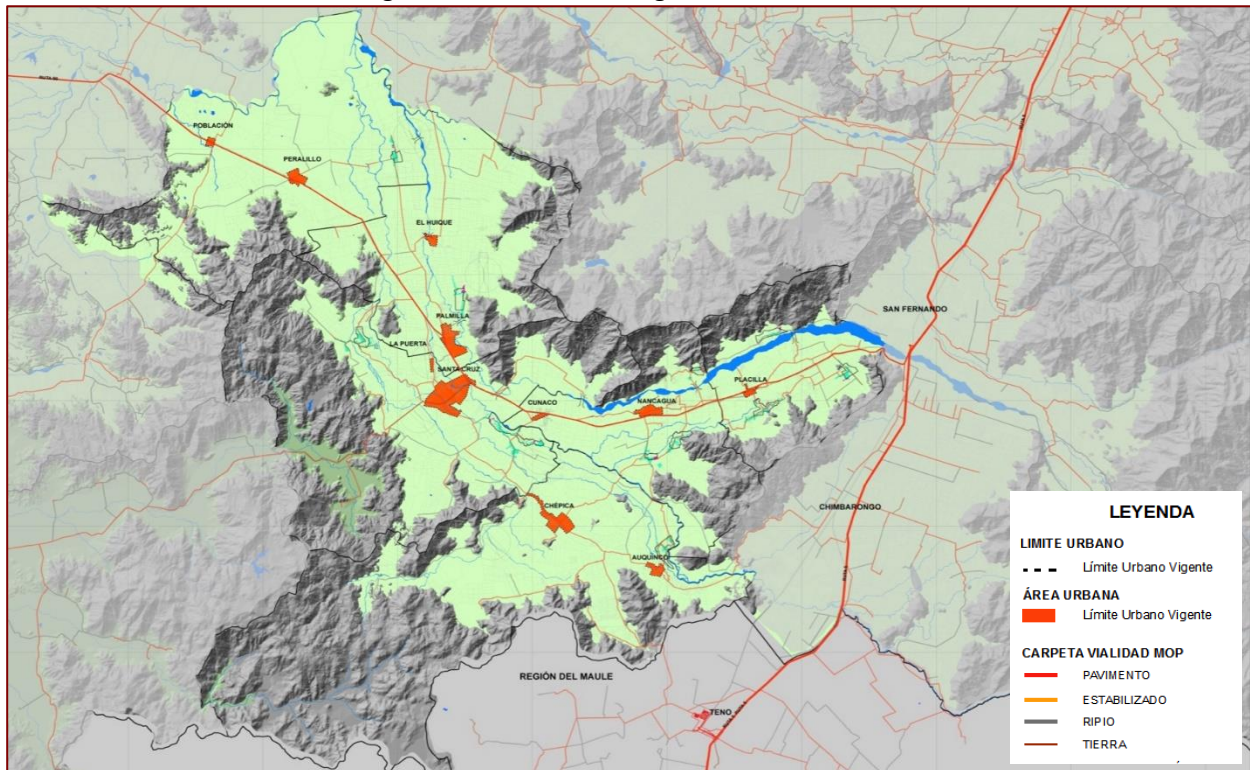 RUTA 90
POBLACIÓN
PERALILLO
EL HUIQUE
PALMILLA
LA PUERTA
SANTA CRUZ
CUNACO
NANCAGUA
PLACILLA
SAN FERNANDO
CHÉPICA
CHIMBARONGO
AUQUINCO
REGIÓN DEL MAULE
TENO
LEYENDA
LIMITE URBANO
Límite Urbano Vigente
ÁREA URBANA
Límite Urbano Vigente
CARPETA VIALIDAD MOP
PAVIMENTO
ESTABILIZADO
RIPIO
TIERRA